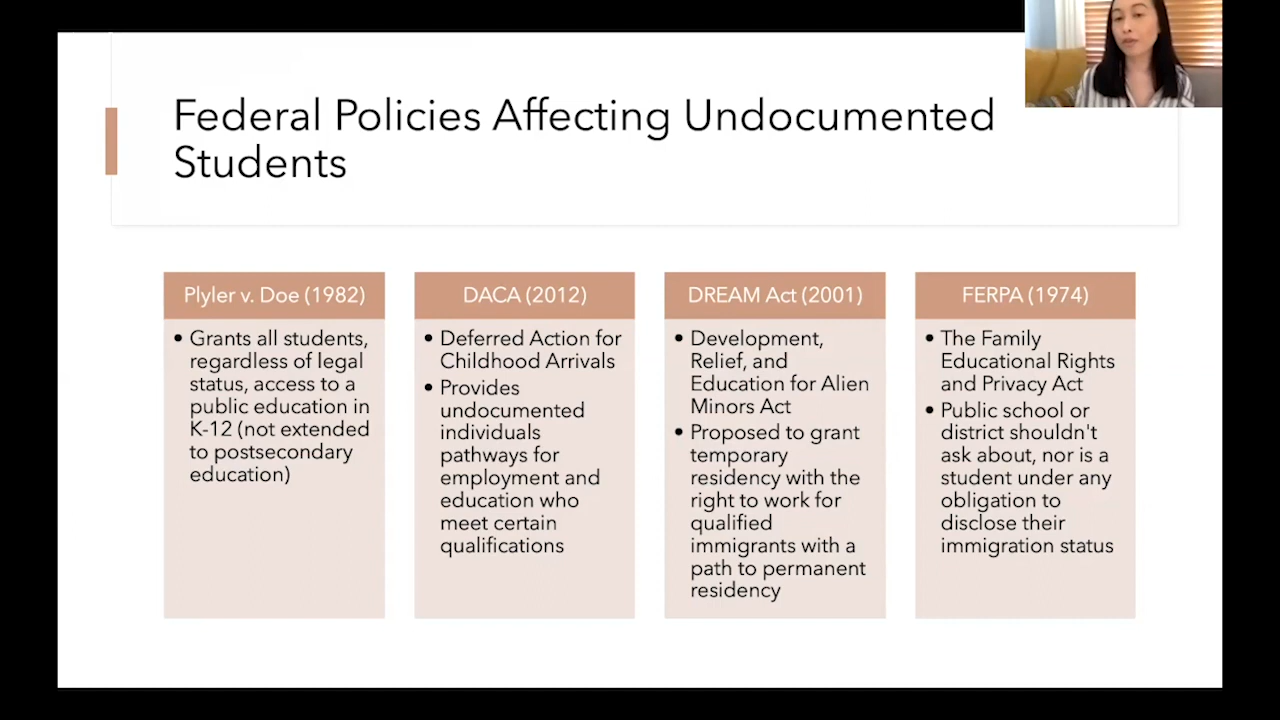 Federal Policies Affecting Undocumented
Students
Plyler v. Doe (1982)
• Grants all students,
regardless of legal
status, access to a
public education in
K-12 (not extended
to postsecondary
education)
DACA (2012)
• Deferred Action for
Childhood Arrivals
• Provides
undocumented
individuals
pathways for
employment and
education who
meet certain
qualifications
DREAM Act (2001)
• Development,
Relief, and
Education for Alien
Minors Act
• Proposed to grant
temporary
residency with the
right to work for
qualified
immigrants with a
path to permanent
residency
FERPA (1974)
• The Family
Educational Rights
and Privacy Act
• Public school or
district shouldn't
ask about, nor is a
student under any
obligation to
disclose their
immigration status